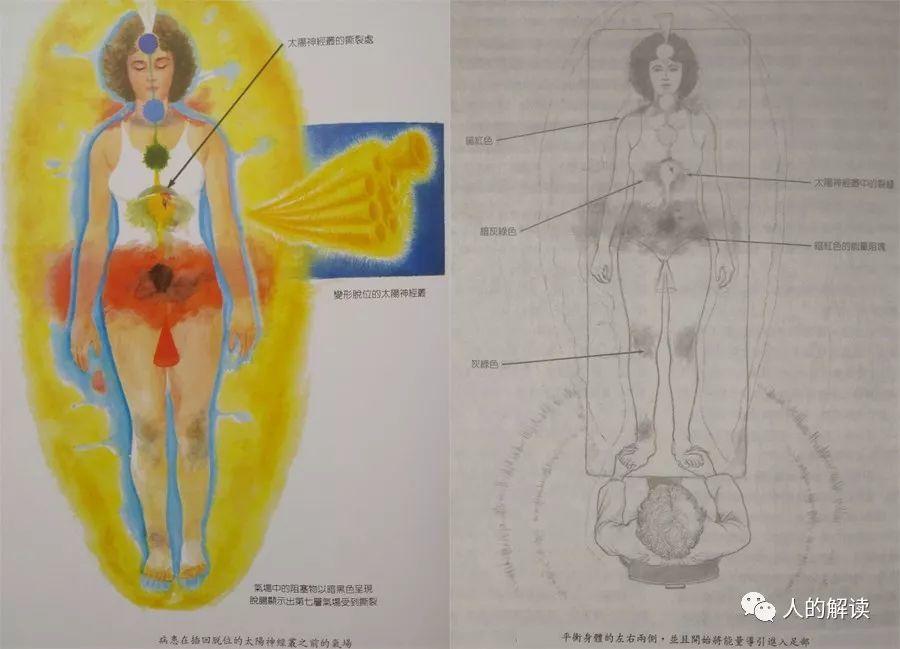 太陽神經叢的撕裂處
變形脫位的太陽神經叢
氣場中的阻塞物以暗黑色呈現
脫腸顯示出第七層氣場受到撕裂
病患在插回脫位的太陽神經叢之前的氣場
暗紅色
太陽神經叢中的裂縫
暗灰綠色
暗紅色的能量阻塊
灰綠色
平衡身體的左右兩側，並且開始將能量導引進入足部
人的解读